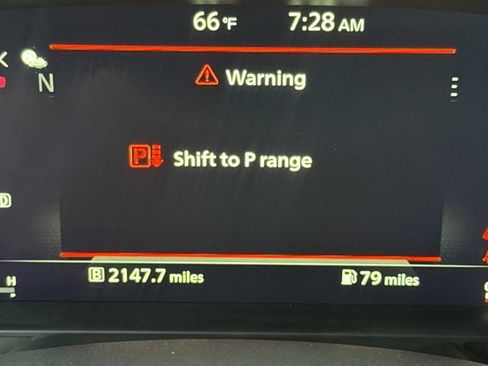 66°F 7:28 AM
Warning
N
P Shift to P range
B 2147.7 miles 79 miles
H